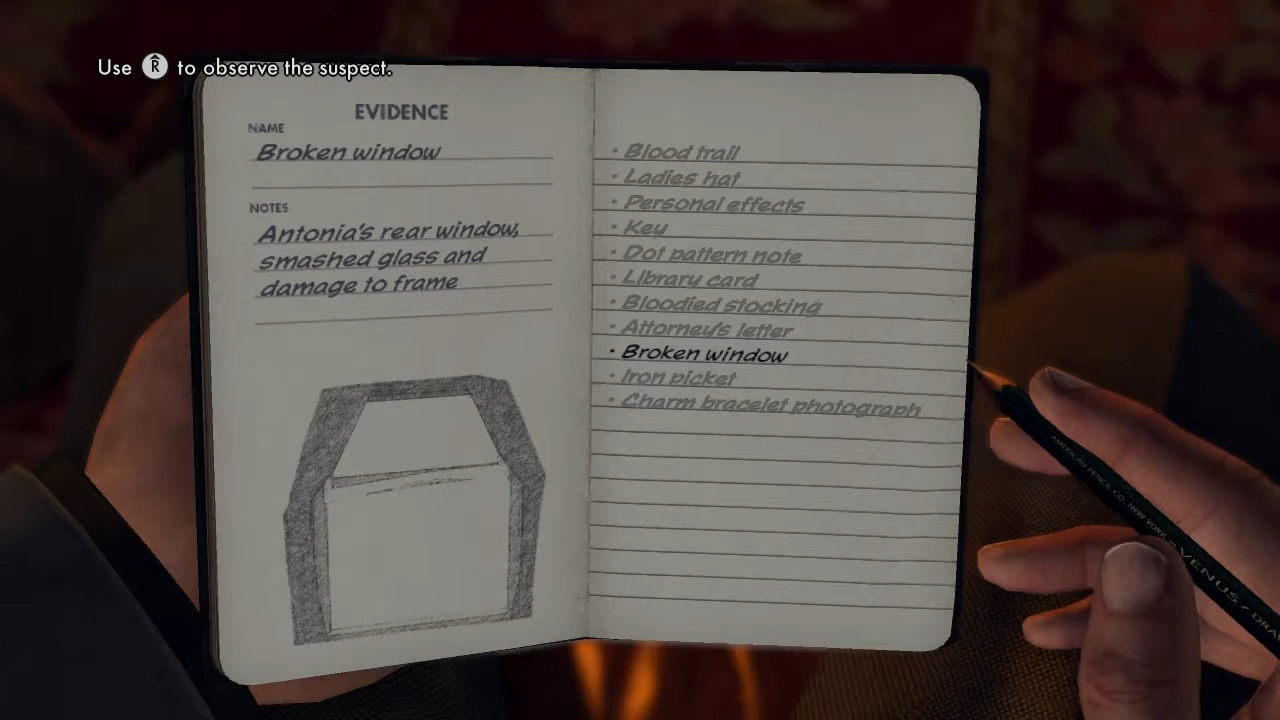 Use R to observe the suspect.
EVIDENCE
NAME
Broken window
NOTES
Antonia's rear window,
smashed glass and
damage to frame
• Blood trail
• Ladies hat
• Personal effects
• Key
• Dot pattern note
• Library card
• Bloodied stocking
• Attorney's letter
• Broken window
• Iron picket
• Charm bracelet photograph
AMERICAN PENCIL CO. NEW YORK
VENUS